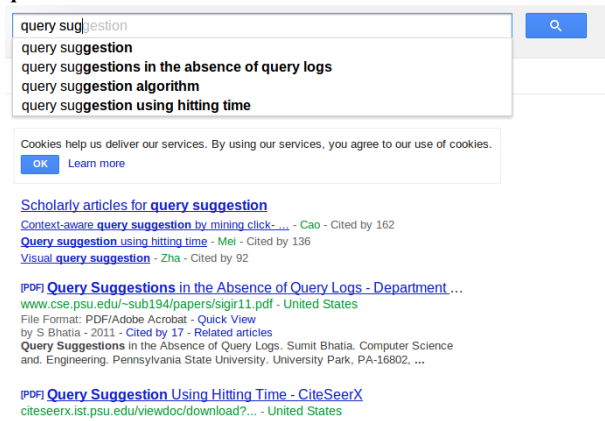 query suggestion
query suggestion
query suggestions in the absence of query logs
query suggestion algorithm
query suggestion using hitting time
Cookies help us deliver our services. By using our services, you agree to our use of cookies.
OK Learn more
Scholarly articles for query suggestion
Context-aware query suggestion by mining click- ... - Cao - Cited by 162
Query suggestion using hitting time - Mei - Cited by 136
Visual query suggestion - Zha - Cited by 92
[PDF] Query Suggestions in the Absence of Query Logs - Department ...
www.cse.psu.edu/~sub194/papers/sigir11.pdf - United States
File Format: PDF/Adobe Acrobat - Quick View
by S Bhatia - 2011 - Cited by 17 - Related articles
Query Suggestions in the Absence of Query Logs. Sumit Bhatia. Computer Science
and. Engineering. Pennsylvania State University. University Park, PA-16802, ...
[PDF] Query Suggestion Using Hitting Time - CiteSeerX
citeseerx.ist.psu.edu/viewdoc/download?... - United States